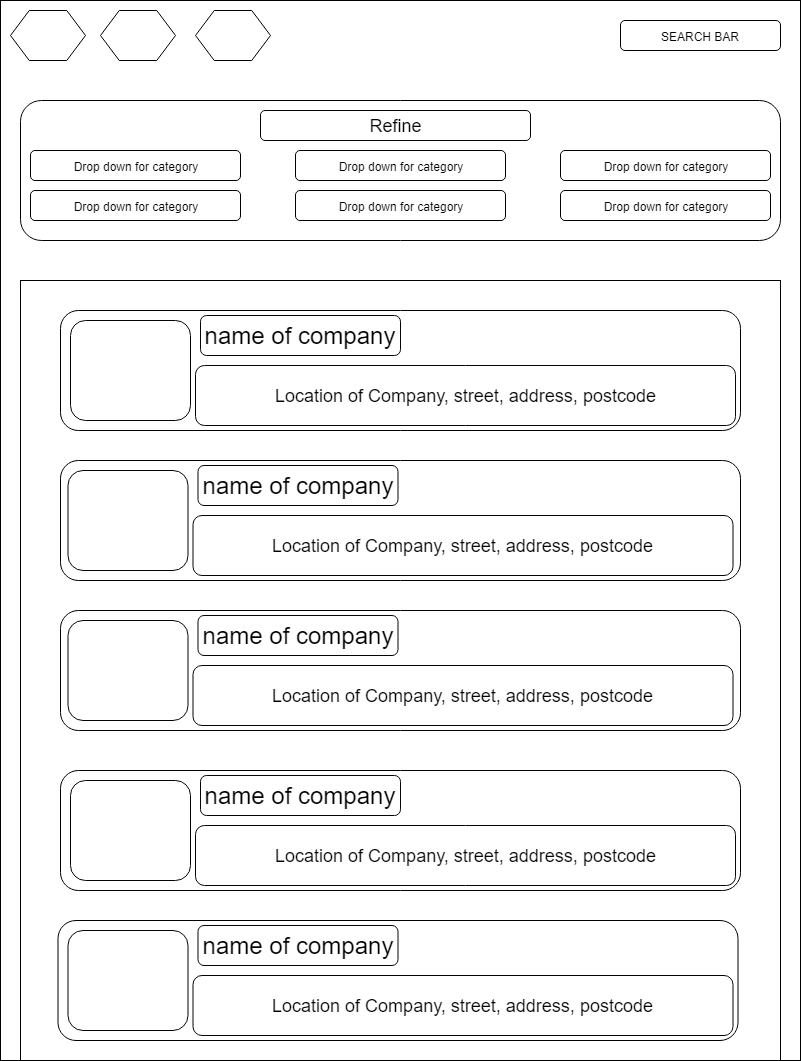 SEARCH BAR
Refine
Drop down for category
Drop down for category
Drop down for category
Drop down for category
Drop down for category
Drop down for category
name of company
Location of Company, street, address, postcode
name of company
Location of Company, street, address, postcode
name of company
Location of Company, street, address, postcode
name of company
Location of Company, street, address, postcode
name of company
Location of Company, street, address, postcode